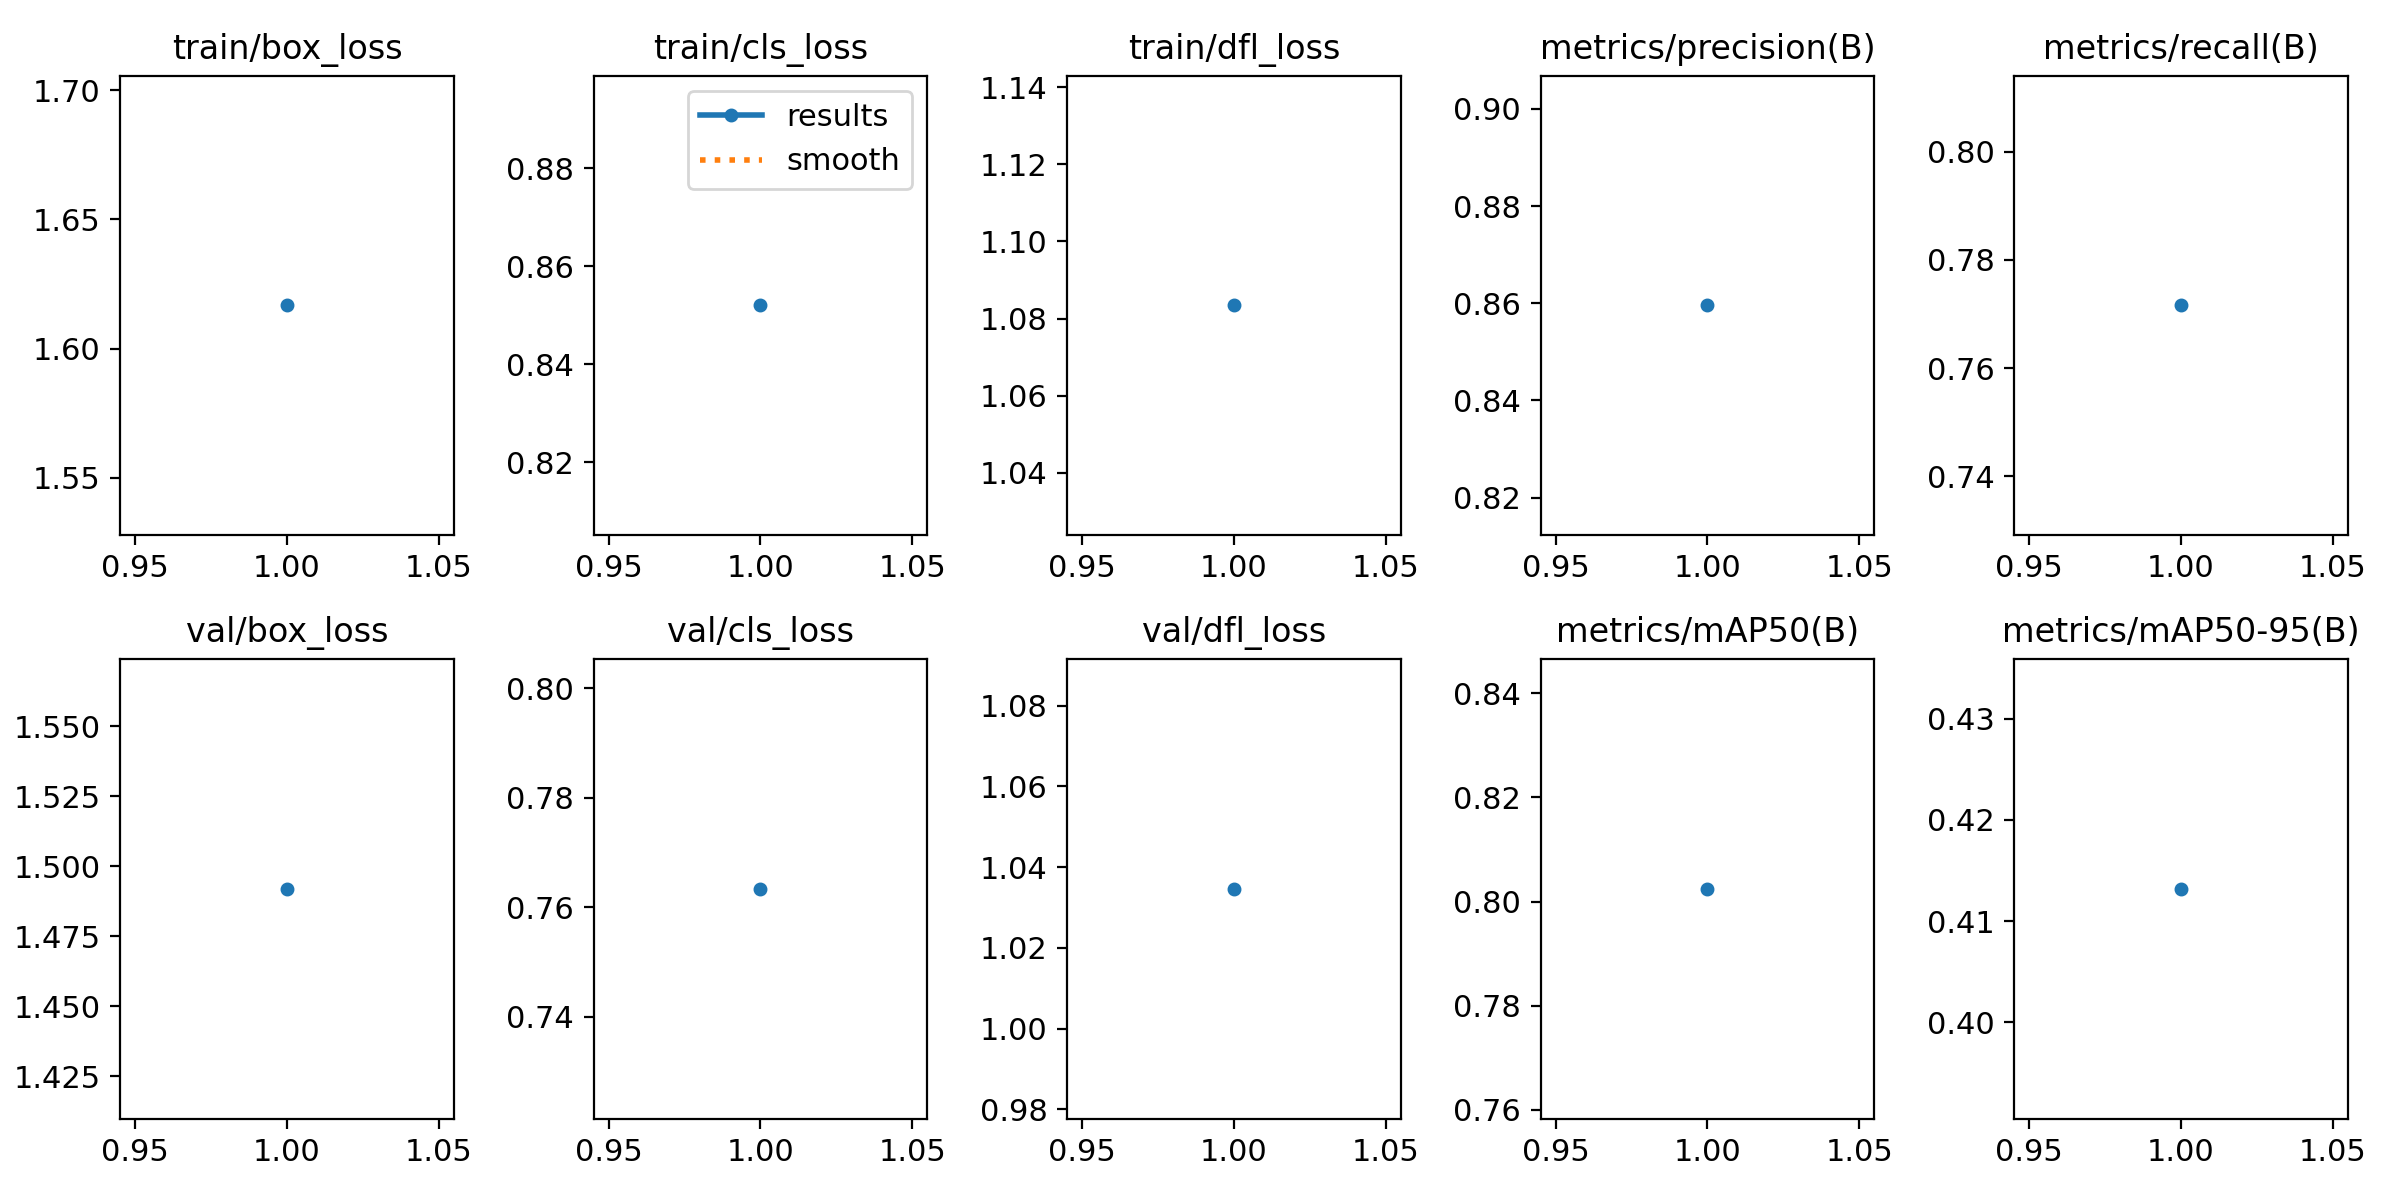 train/box_loss
1.70
1.65
1.60
1.55
0.95 1.00 1.05
train/cls_loss
results
smooth
0.88
0.86
0.84
0.82
0.95 1.00 1.05
train/dfl_loss
1.14
1.12
1.10
1.08
1.06
1.04
0.95 1.00 1.05
metrics/precision(B)
0.90
0.88
0.86
0.84
0.82
0.95 1.00 1.05
metrics/recall(B)
0.80
0.78
0.76
0.74
0.95 1.00 1.05
val/box_loss
1.550
1.525
1.500
1.475
1.450
1.425
0.95 1.00 1.05
val/cls_loss
0.80
0.78
0.76
0.74
0.95 1.00 1.05
val/dfl_loss
1.08
1.06
1.04
1.02
1.00
0.98
0.95 1.00 1.05
metrics/mAP50(B)
0.84
0.82
0.80
0.78
0.76
0.95 1.00 1.05
metrics/mAP50-95(B)
0.43
0.42
0.41
0.40
0.95 1.00 1.05